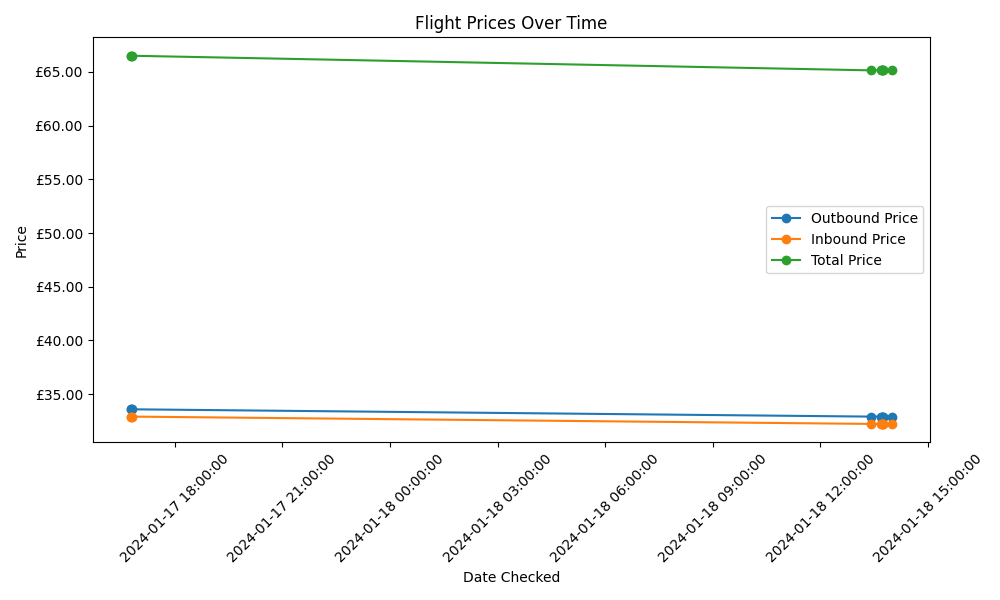 Flight Prices Over Time
Price
£65.00
£60.00
£55.00
£50.00
£45.00
£40.00
£35.00
Outbound Price
Inbound Price
Total Price
2024-01-17 18:00:00
2024-01-17 21:00:00
2024-01-18 00:00:00
2024-01-18 03:00:00
2024-01-18 06:00:00
2024-01-18 09:00:00
2024-01-18 12:00:00
2024-01-18 15:00:00
Date Checked